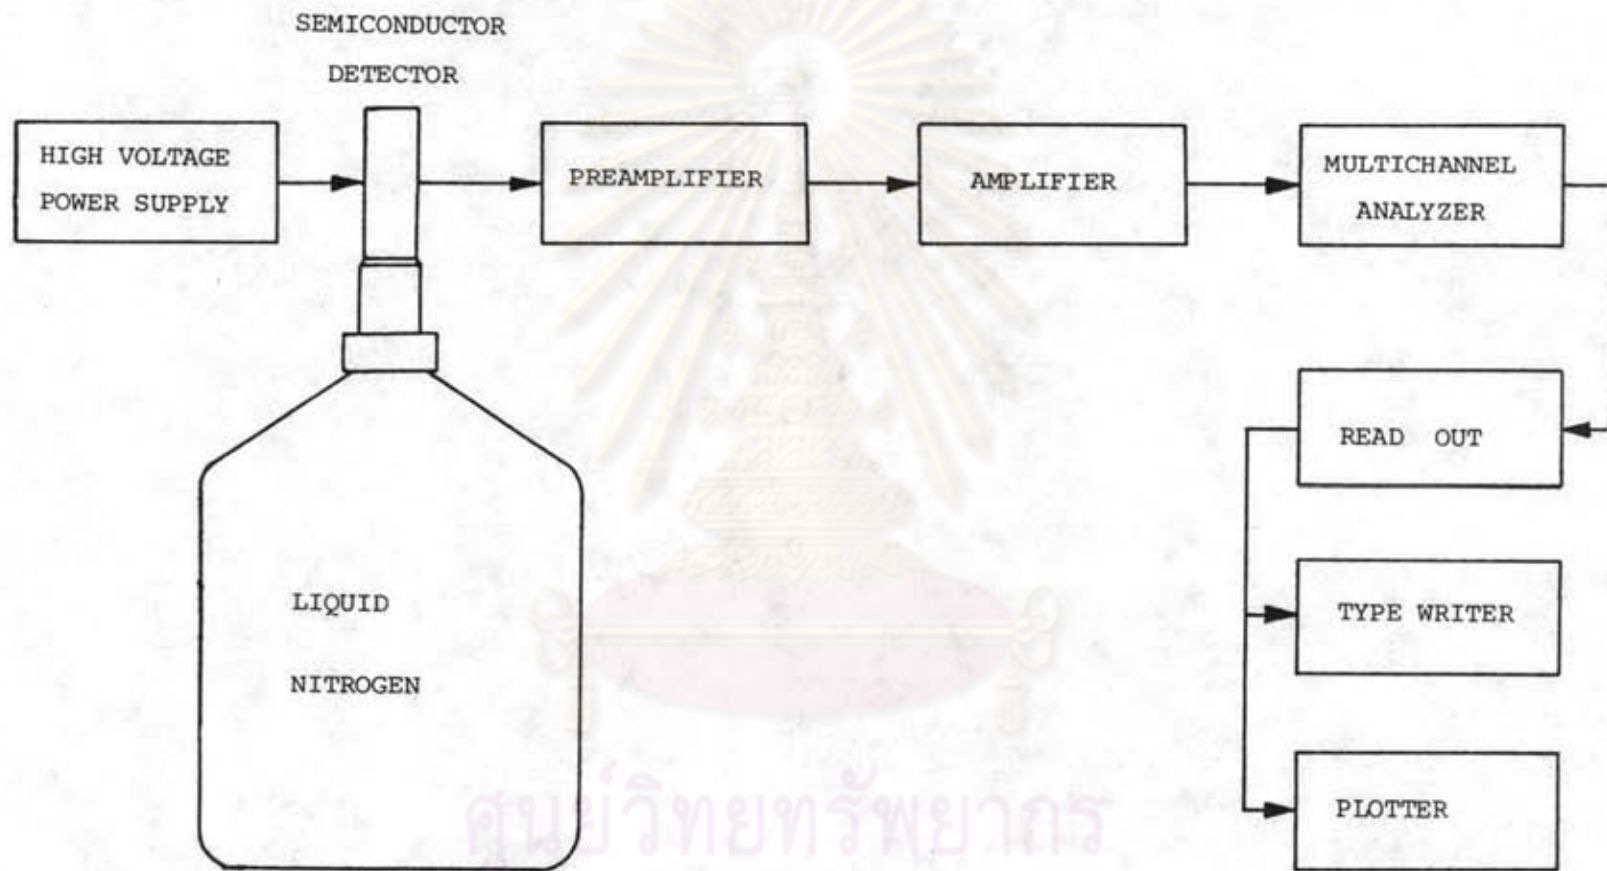 SEMICONDUCTOR
DETECTOR
HIGH VOLTAGE
POWER SUPPLY
PREAMPLIFIER
AMPLIFIER
MULTICHANNEL
ANALYZER
READ OUT
LIQUID
NITROGEN
TYPE WRITER
PLOTTER
ศูนย์วิทยทรัพยากร